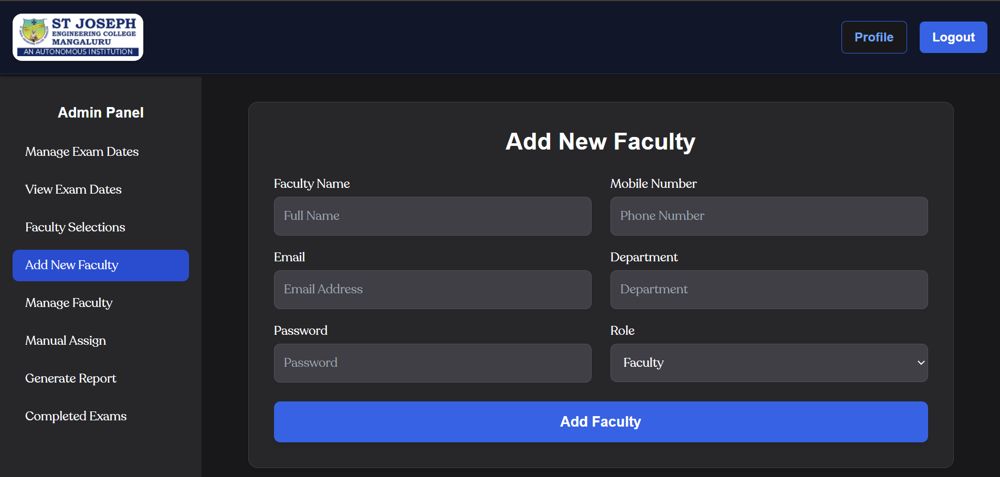 ST JOSEPH
ENGINEERING COLLEGE
MANGALURU
AN AUTONOMOUS INSTITUTION
Profile
Logout
Admin Panel
Manage Exam Dates
View Exam Dates
Faculty Selections
Add New Faculty
Manage Faculty
Manual Assign
Generate Report
Completed Exams
Add New Faculty
Faculty Name
Mobile Number
Full Name
Phone Number
Email
Department
Email Address
Department
Password
Role
Password
Faculty
Add Faculty